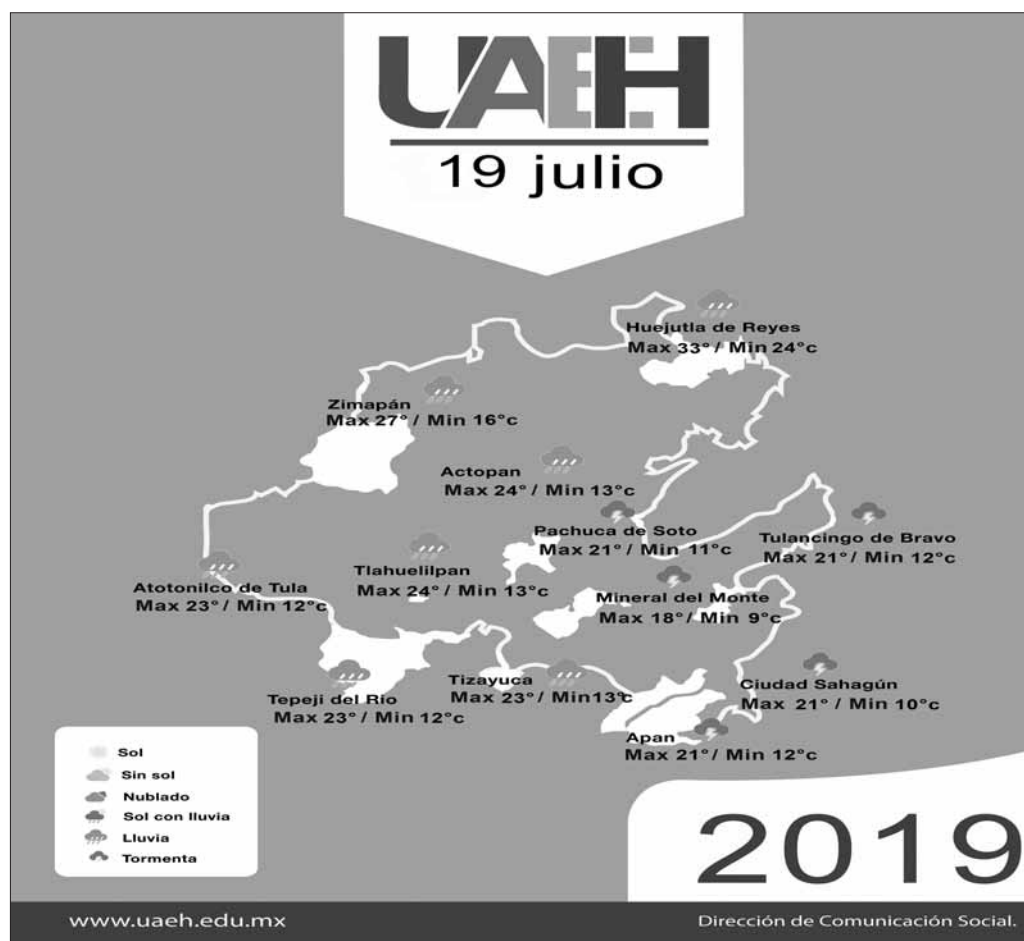 UAEH
19 julio
Huejutla de Reyes
Max 33° / Min 24°c
Zimapán
Max 27° / Min 16°c
Actopan
Max 24° / Min 13°c
Pachuca de Soto
Max 21° / Min 11°c
Tulancingo de Bravo
Max 21° / Min 12°c
Tlahuelilpan
Max 24° / Min 13°c
Atotonilco de Tula
Max 23° / Min 12°c
Mineral del Monte
Max 18° / Min 9°c
Tepeji del Río
Max 23° / Min 12°c
Tizayuca
Max 23° / Min13°c
Ciudad Sahagún
Max 21° / Min 10°c
Apan
Max 21° / Min 12°c
Sol
Sin sol
Nublado
Sol con lluvia
Lluvia
Tormenta
2019
www.uaeh.edu.mx
Dirección de Comunicación Social.